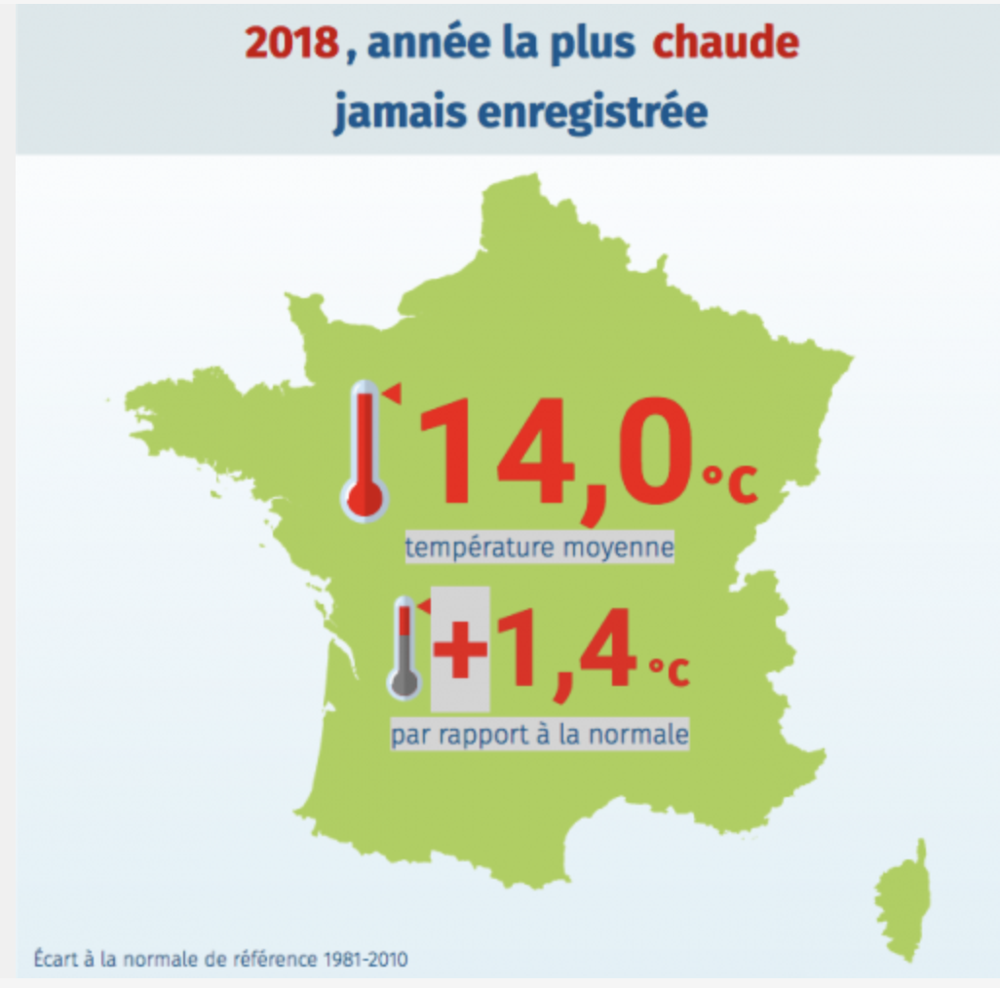 2018, année la plus chaude
jamais enregistrée
14,0 °C
température moyenne
+1,4 °C
par rapport à la normale
Écart à la normale de référence 1981-2010